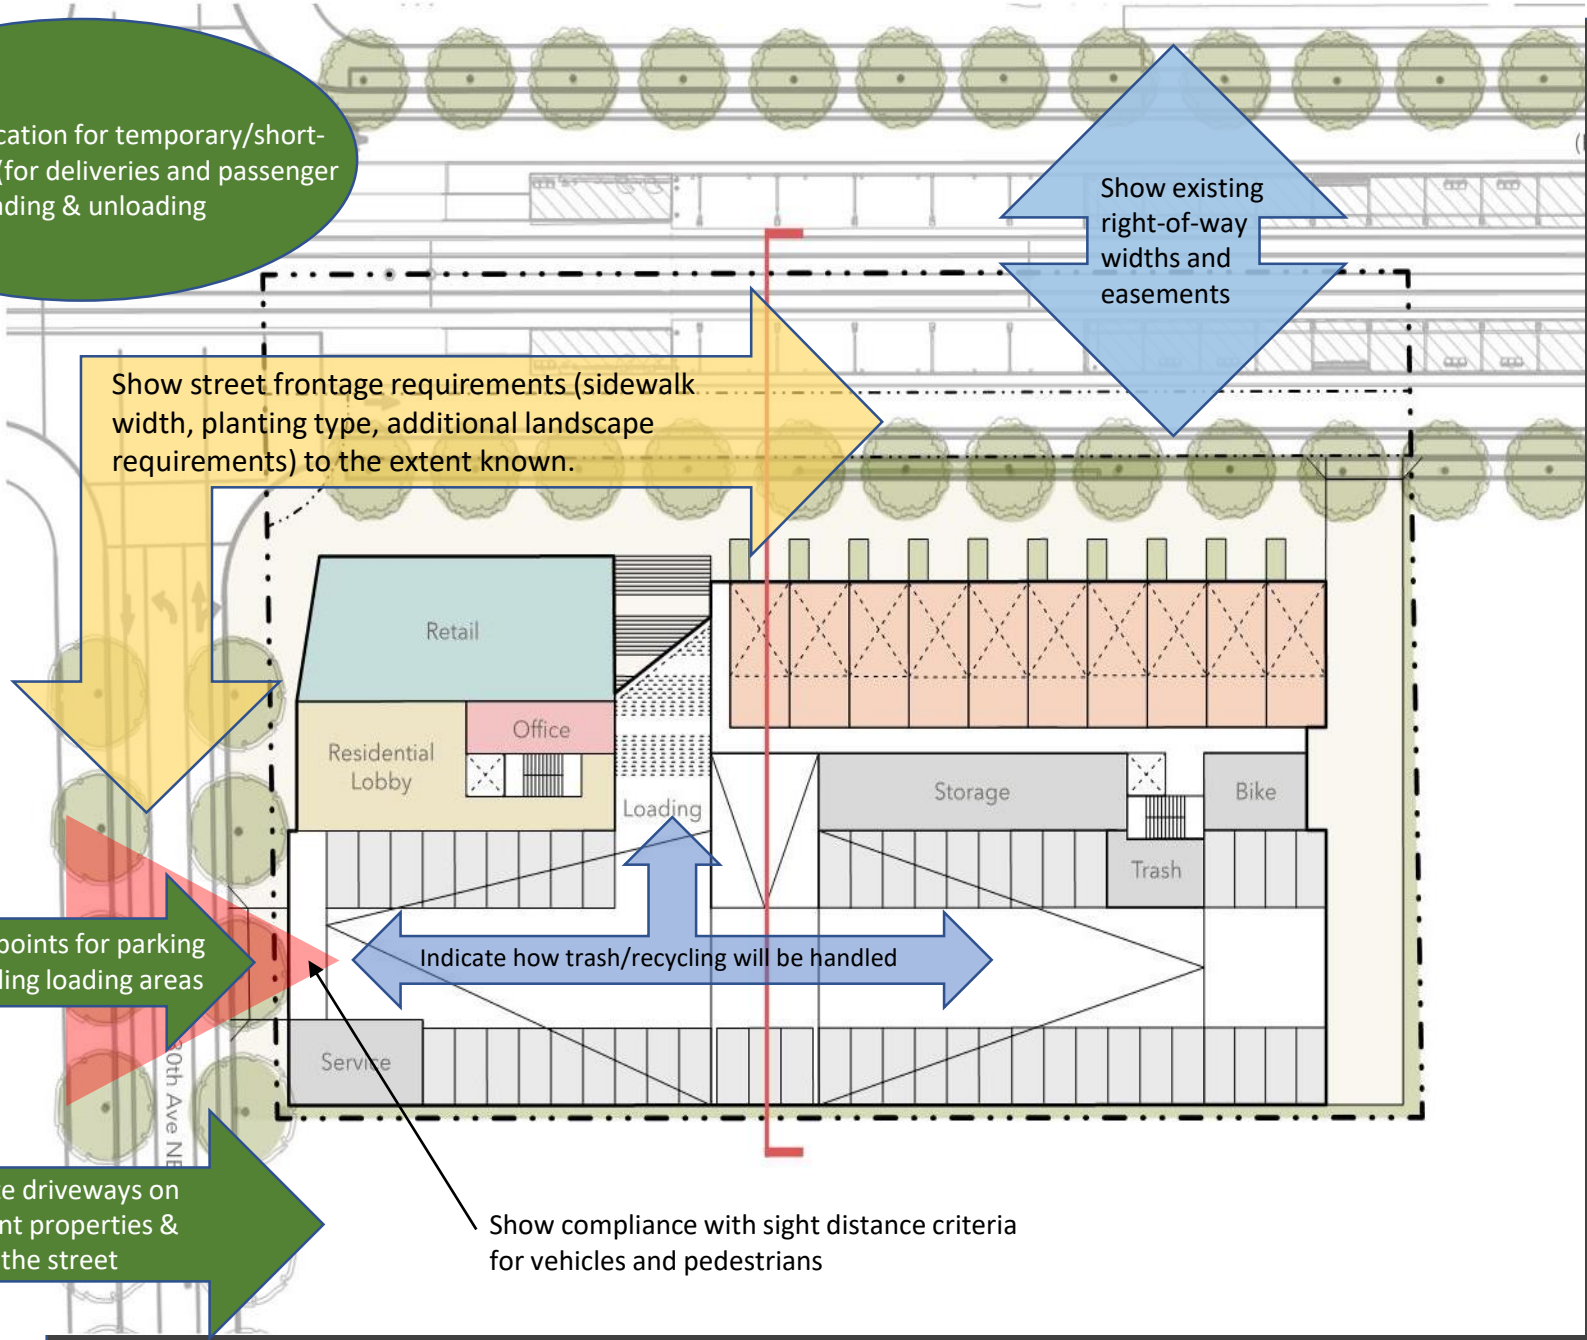 cation for temporary/short-
(for deliveries and passenger
ding & unloading
Show existing
right-of-way
widths and
easements
Show street frontage requirements (sidewalk
width, planting type, additional landscape
requirements) to the extent known.
Retail
Office
Residential
Lobby
Loading
Storage
Bike
Trash
points for parking
ling loading areas
Indicate how trash/recycling will be handled
Service
30th Ave NE
te driveways on
nt properties &
the street
Show compliance with sight distance criteria
for vehicles and pedestrians